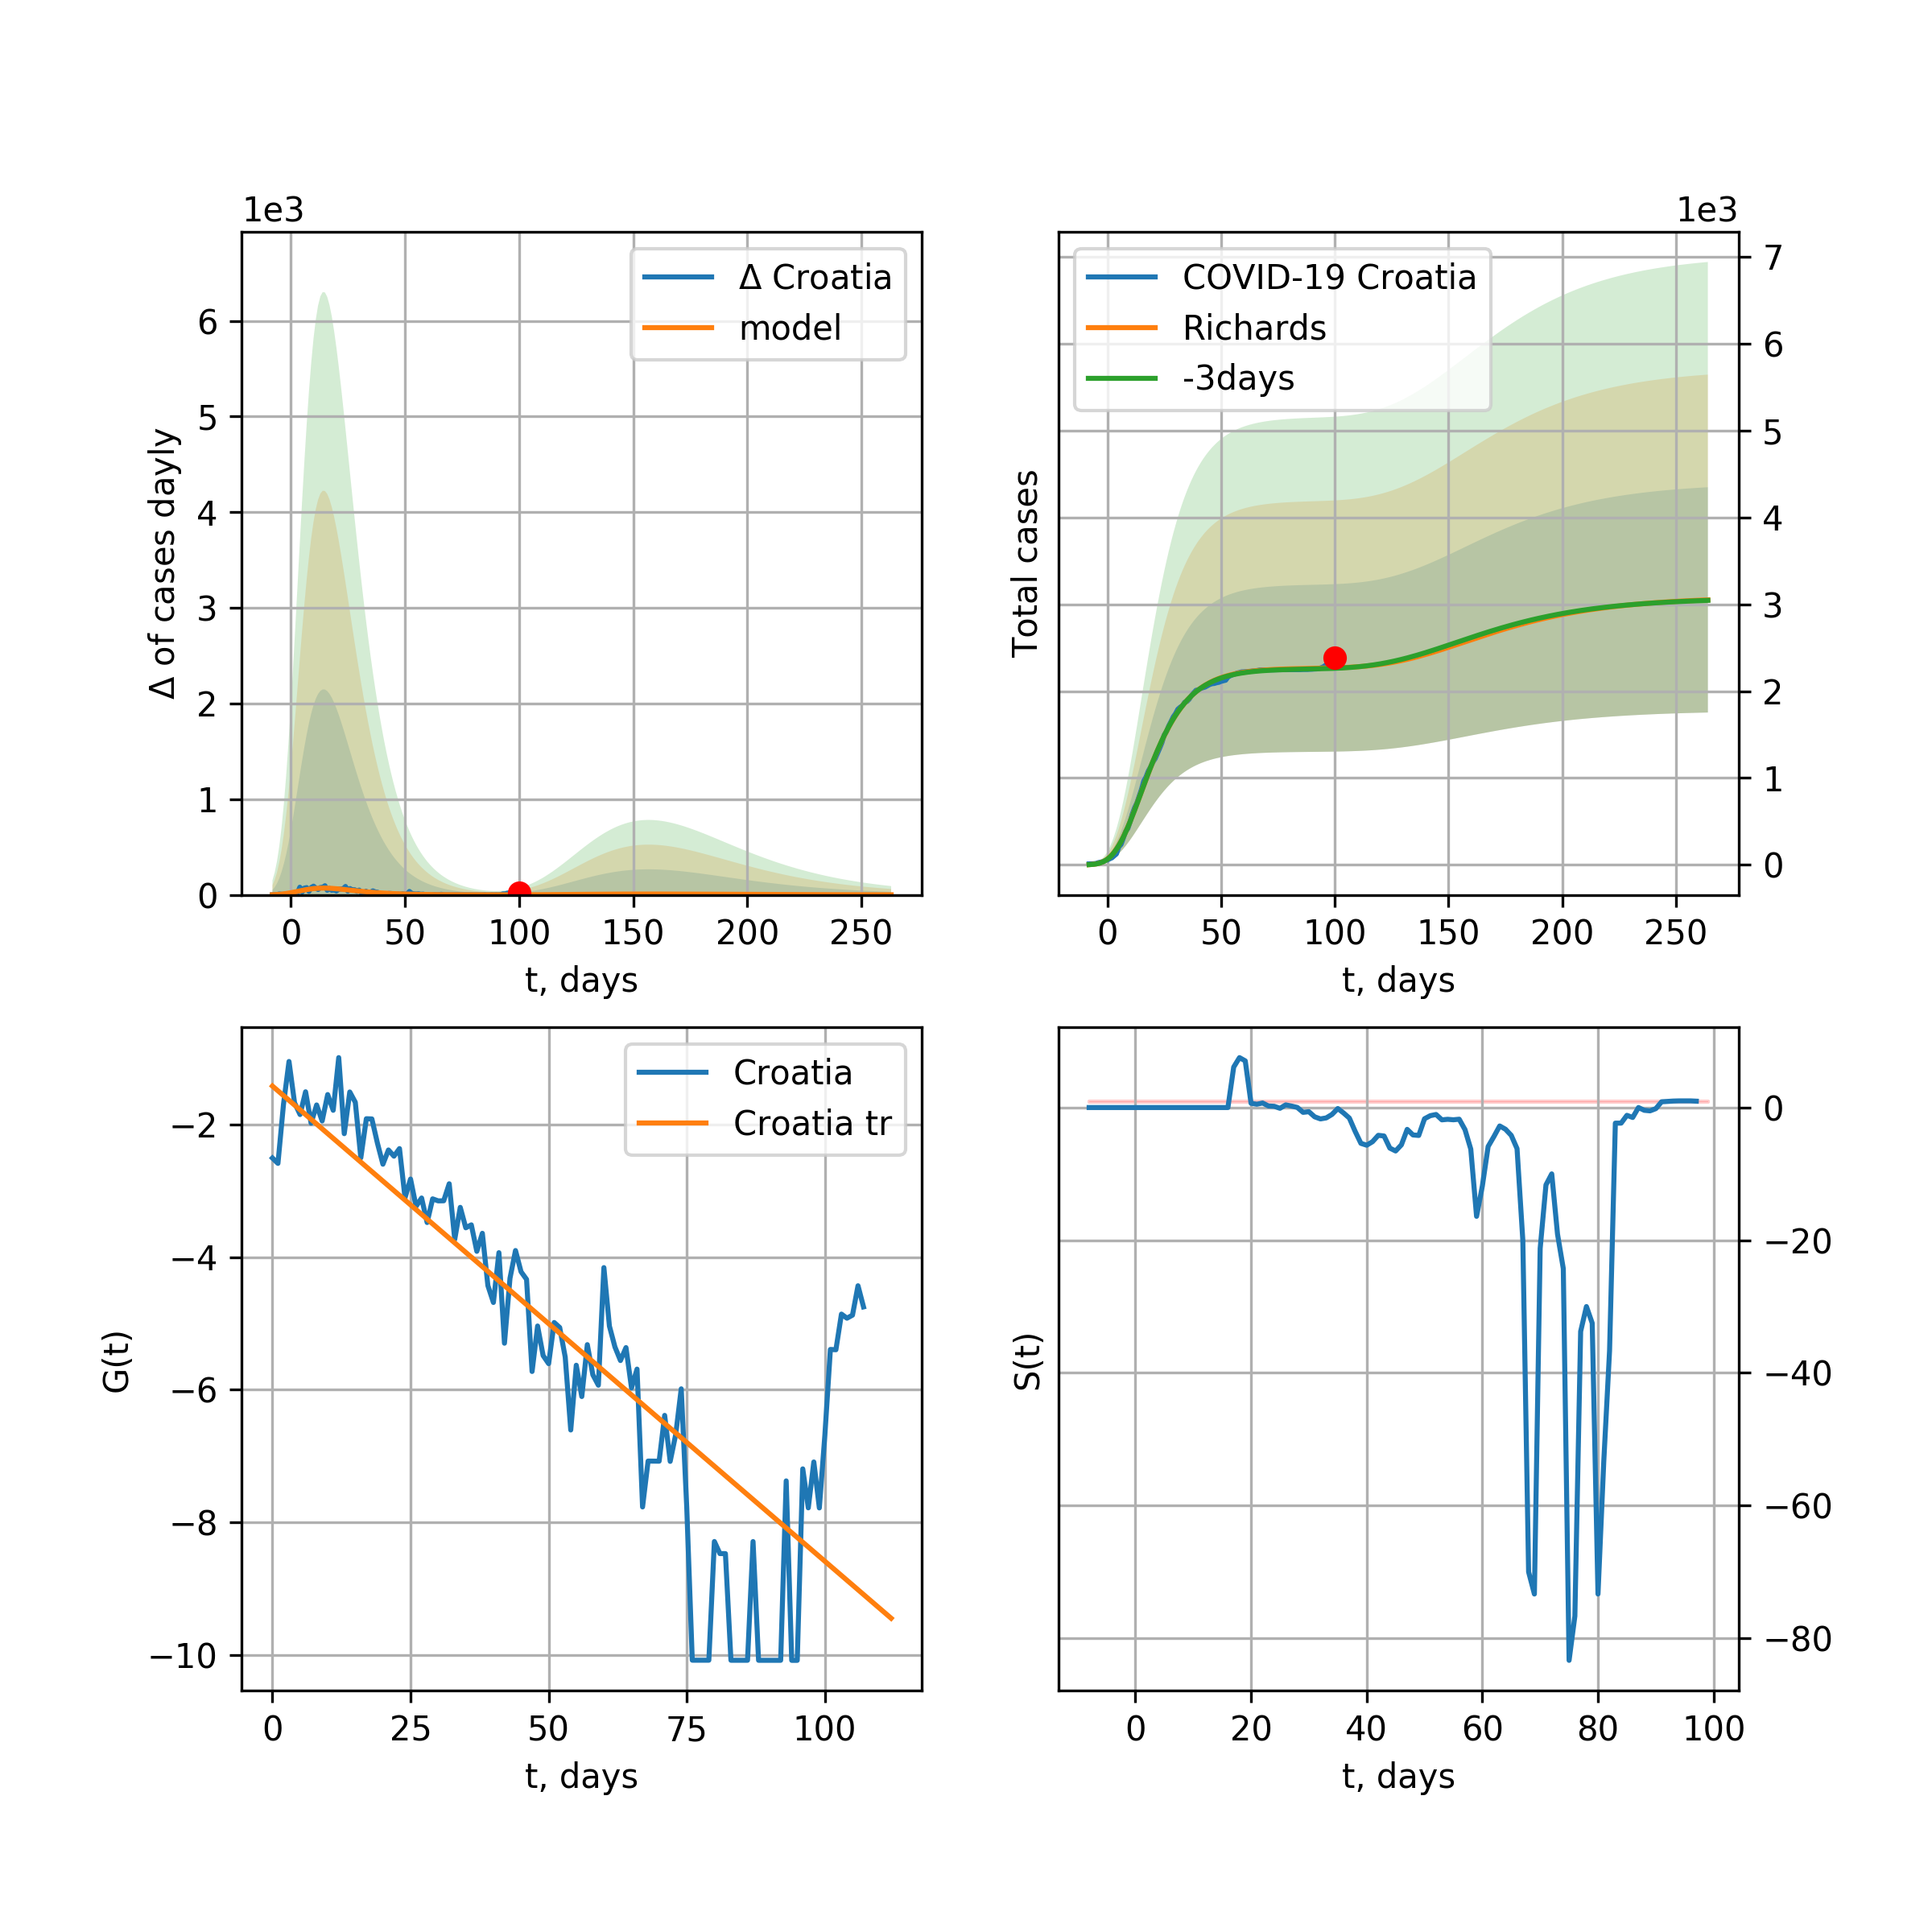 1e3
Δ Croatia
model
Δ of cases dayly
6
5
4
3
2
1
0
0 50 100 150 200 250
t, days
1e3
COVID-19 Croatia
Richards
-3days
Total cases
7
6
5
4
3
2
1
0
0 50 100 150 200 250
t, days
Croatia
Croatia tr
G(t)
−2
−4
−6
−8
−10
0 25 50 75 100
t, days
S(t)
0
−20
−40
−60
−80
0 20 40 60 80 100
t, days